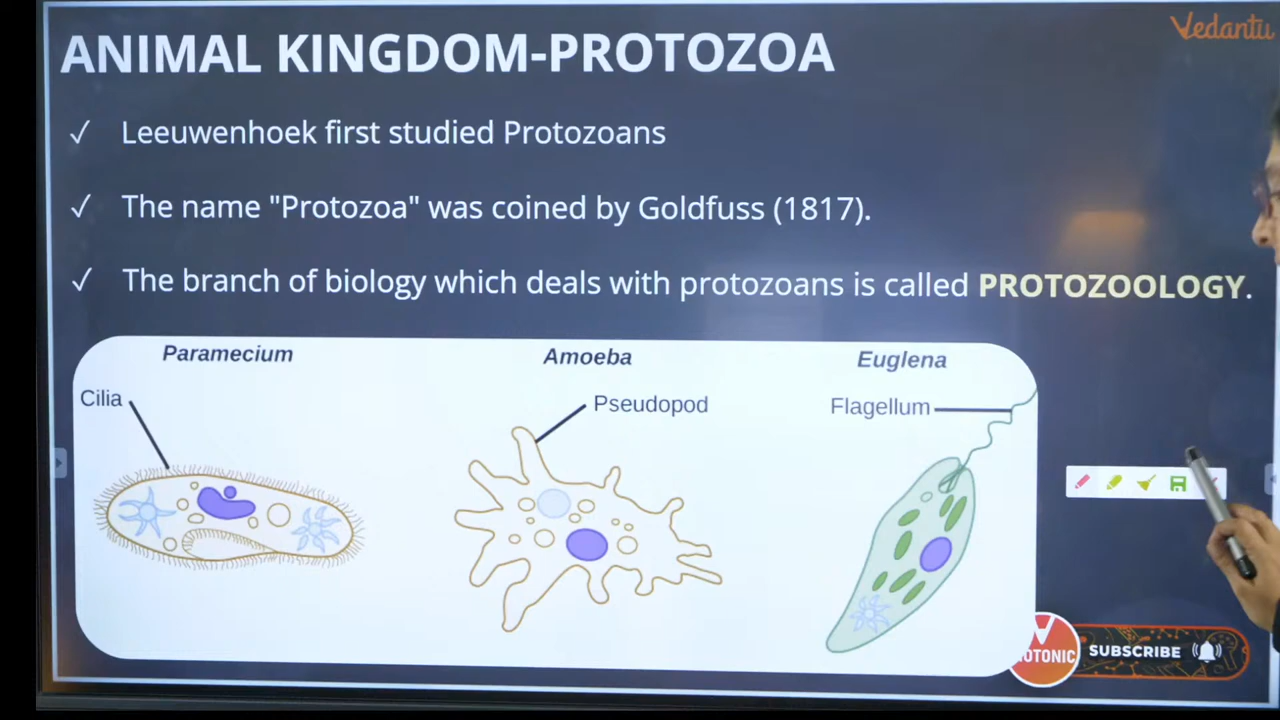 Vedantu
ANIMAL KINGDOM-PROTOZOA
✓ Leeuwenhoek first studied Protozoans
✓ The name "Protozoa" was coined by Goldfuss (1817).
✓ The branch of biology which deals with protozoans is called PROTOZOOLOGY.
Paramecium
Amoeba
Euglena
Cilia
Pseudopod
Flagellum
SUBSCRIBE